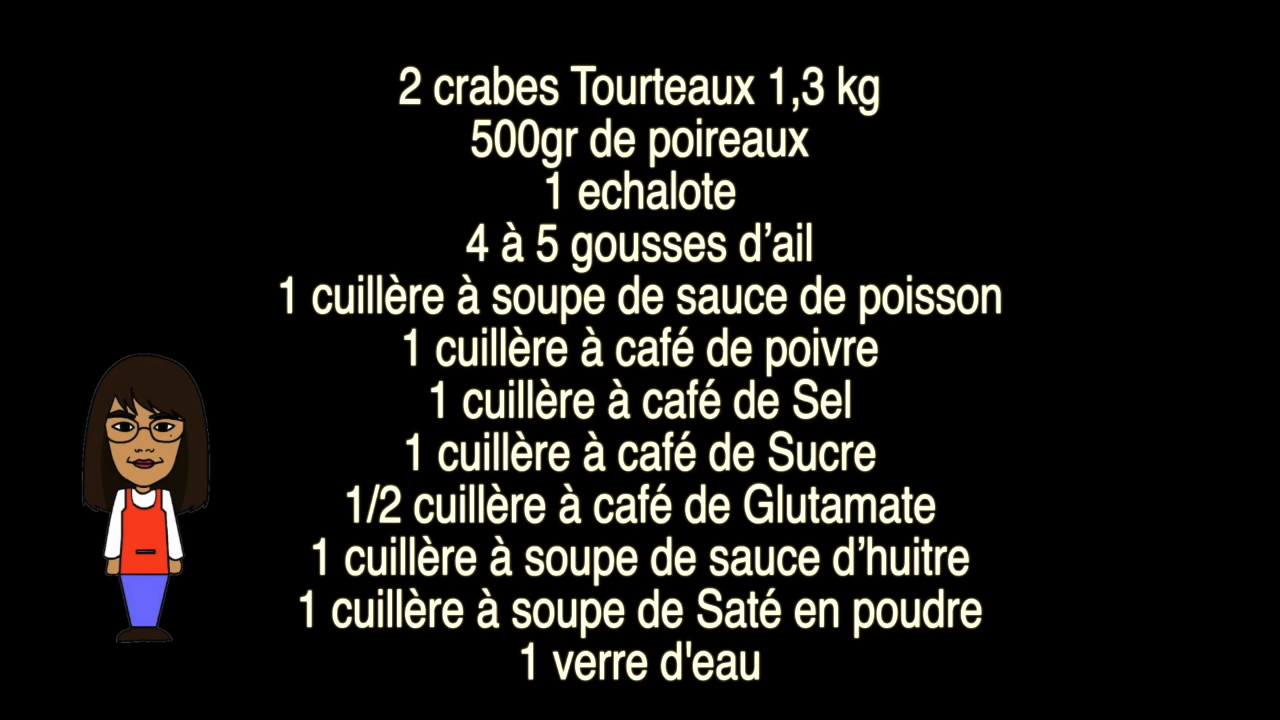 2 crabes Tourteaux 1,3 kg
500gr de poireaux
1 echalote
4 à 5 gousses d’ail
1 cuillère à soupe de sauce de poisson
1 cuillère à café de poivre
1 cuillère à café de Sel
1 cuillère à café de Sucre
1/2 cuillère à café de Glutamate
1 cuillère à soupe de sauce d’huitre
1 cuillère à soupe de Saté en poudre
1 verre d'eau